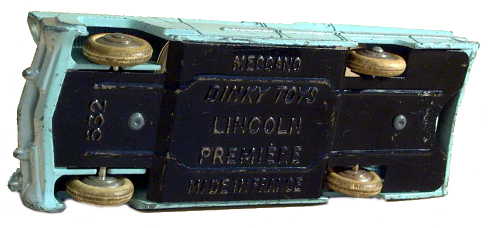 MECCANO
DINKY TOYS
LINCOLN
PREMIÈRE
MADE IN FRANCE
532